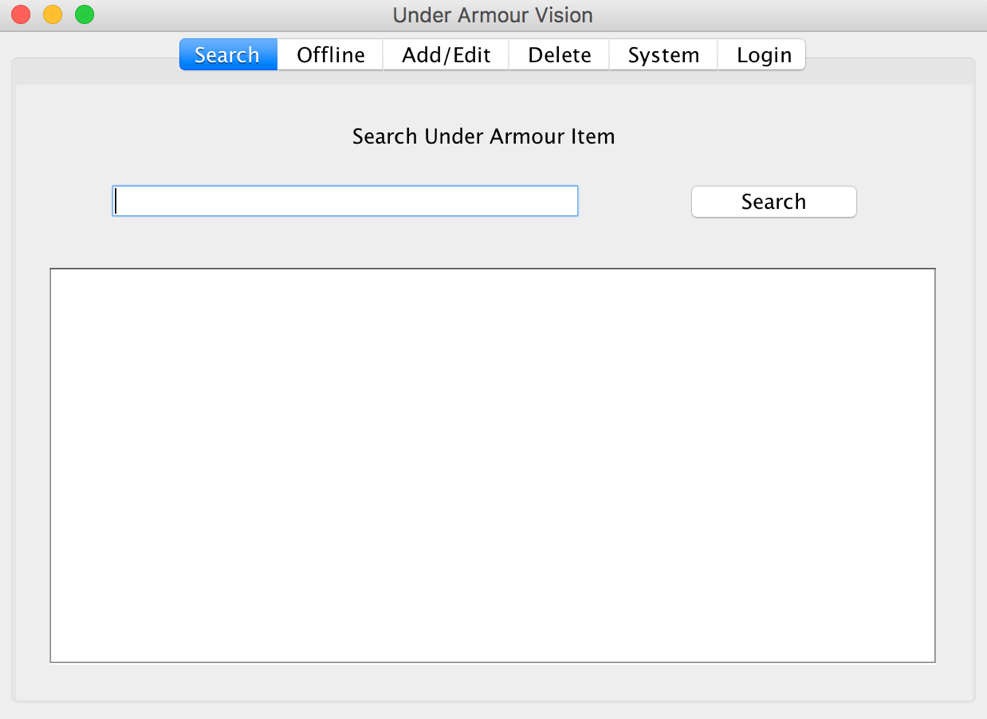 Under Armour Vision
Search Offline Add/Edit Delete System Login
Search Under Armour Item
Search